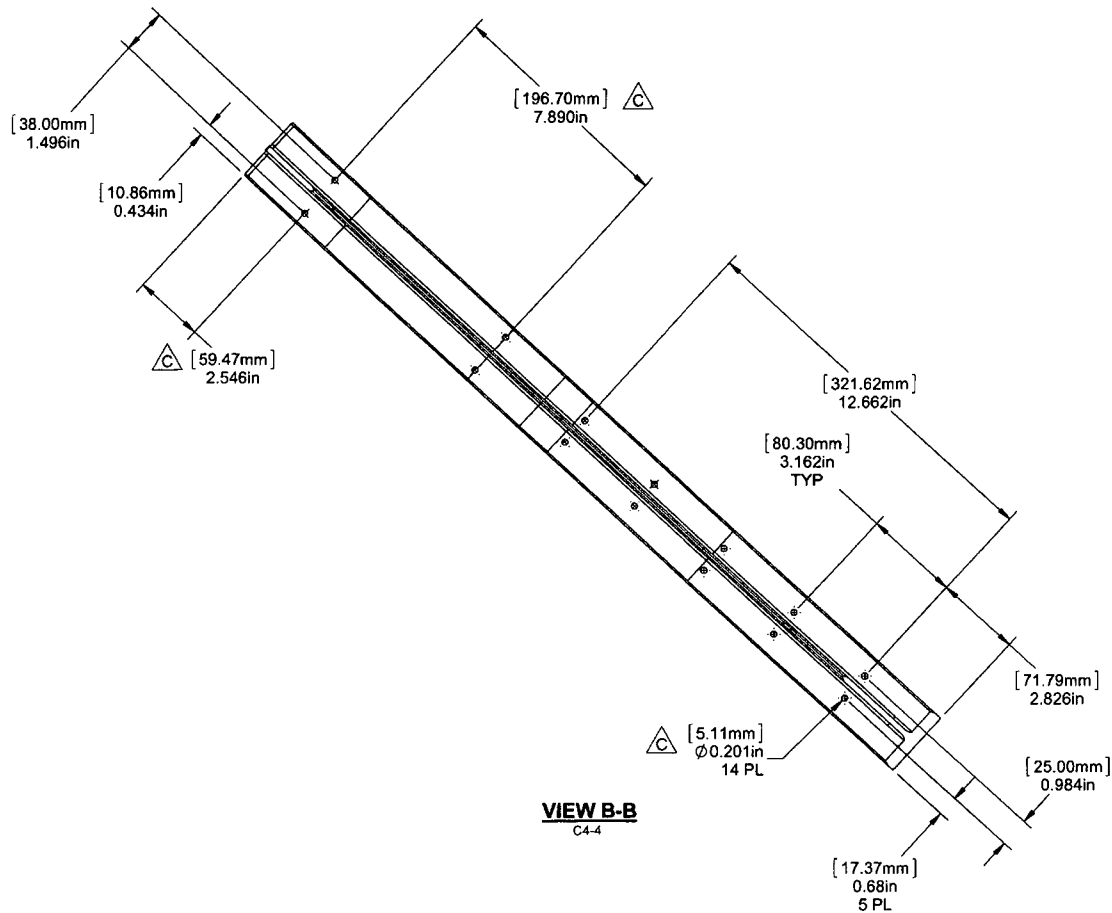 [38.00mm]
1.496in
[196.70mm]
7.890in
C
[10.86mm]
0.434in
C
[59.47mm]
2.546in
[321.62mm]
12.662in
[80.30mm]
3.162in
TYP
[71.79mm]
2.826in
C
[5.11mm]
Ø0.201in
14 PL
[25.00mm]
0.984in
VIEW B-B
C4-4
[17.37mm]
0.68in
5 PL